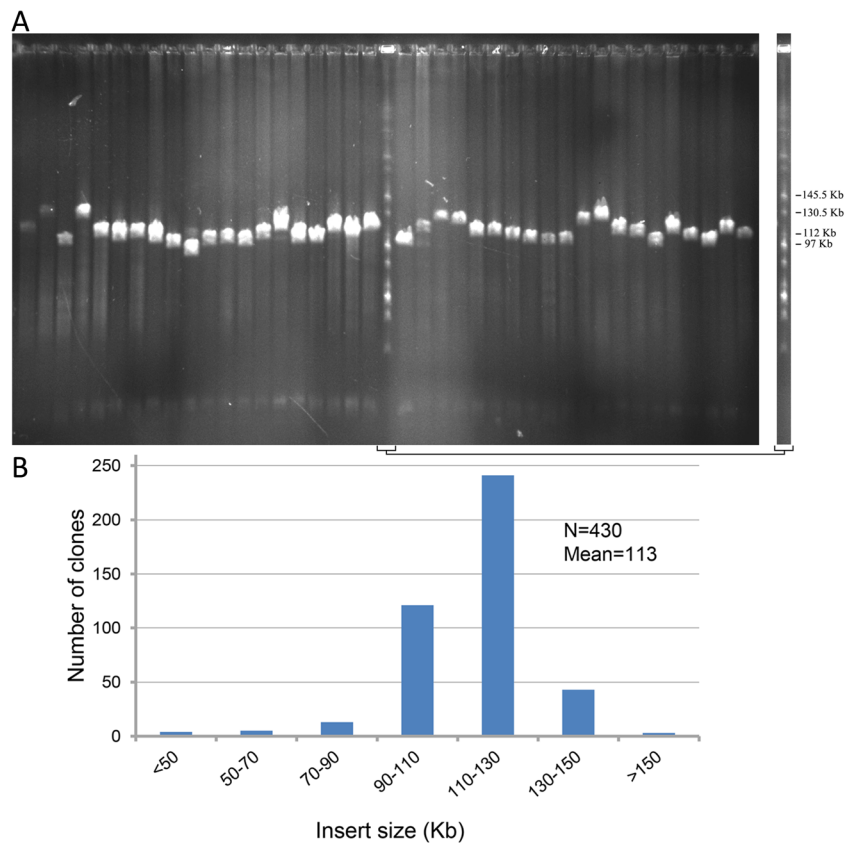 A
145.5 Kb
130.5 Kb
112 Kb
97 Kb
B
Number of clones
250
200
150
100
50
0
N=430
Mean=113
<50
50-70
70-90
90-110
110-130
130-150
>150
Insert size (Kb)